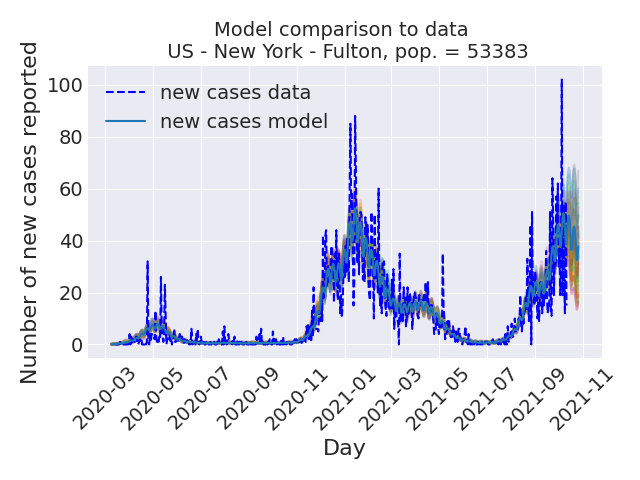 Model comparison to data
US - New York - Fulton, pop. = 53383
new cases data
new cases model
Number of new cases reported
100
80
60
40
20
0
2020-03
2020-05
2020-07
2020-09
2020-11
2021-01
2021-03
2021-05
2021-07
2021-09
2021-11
Day